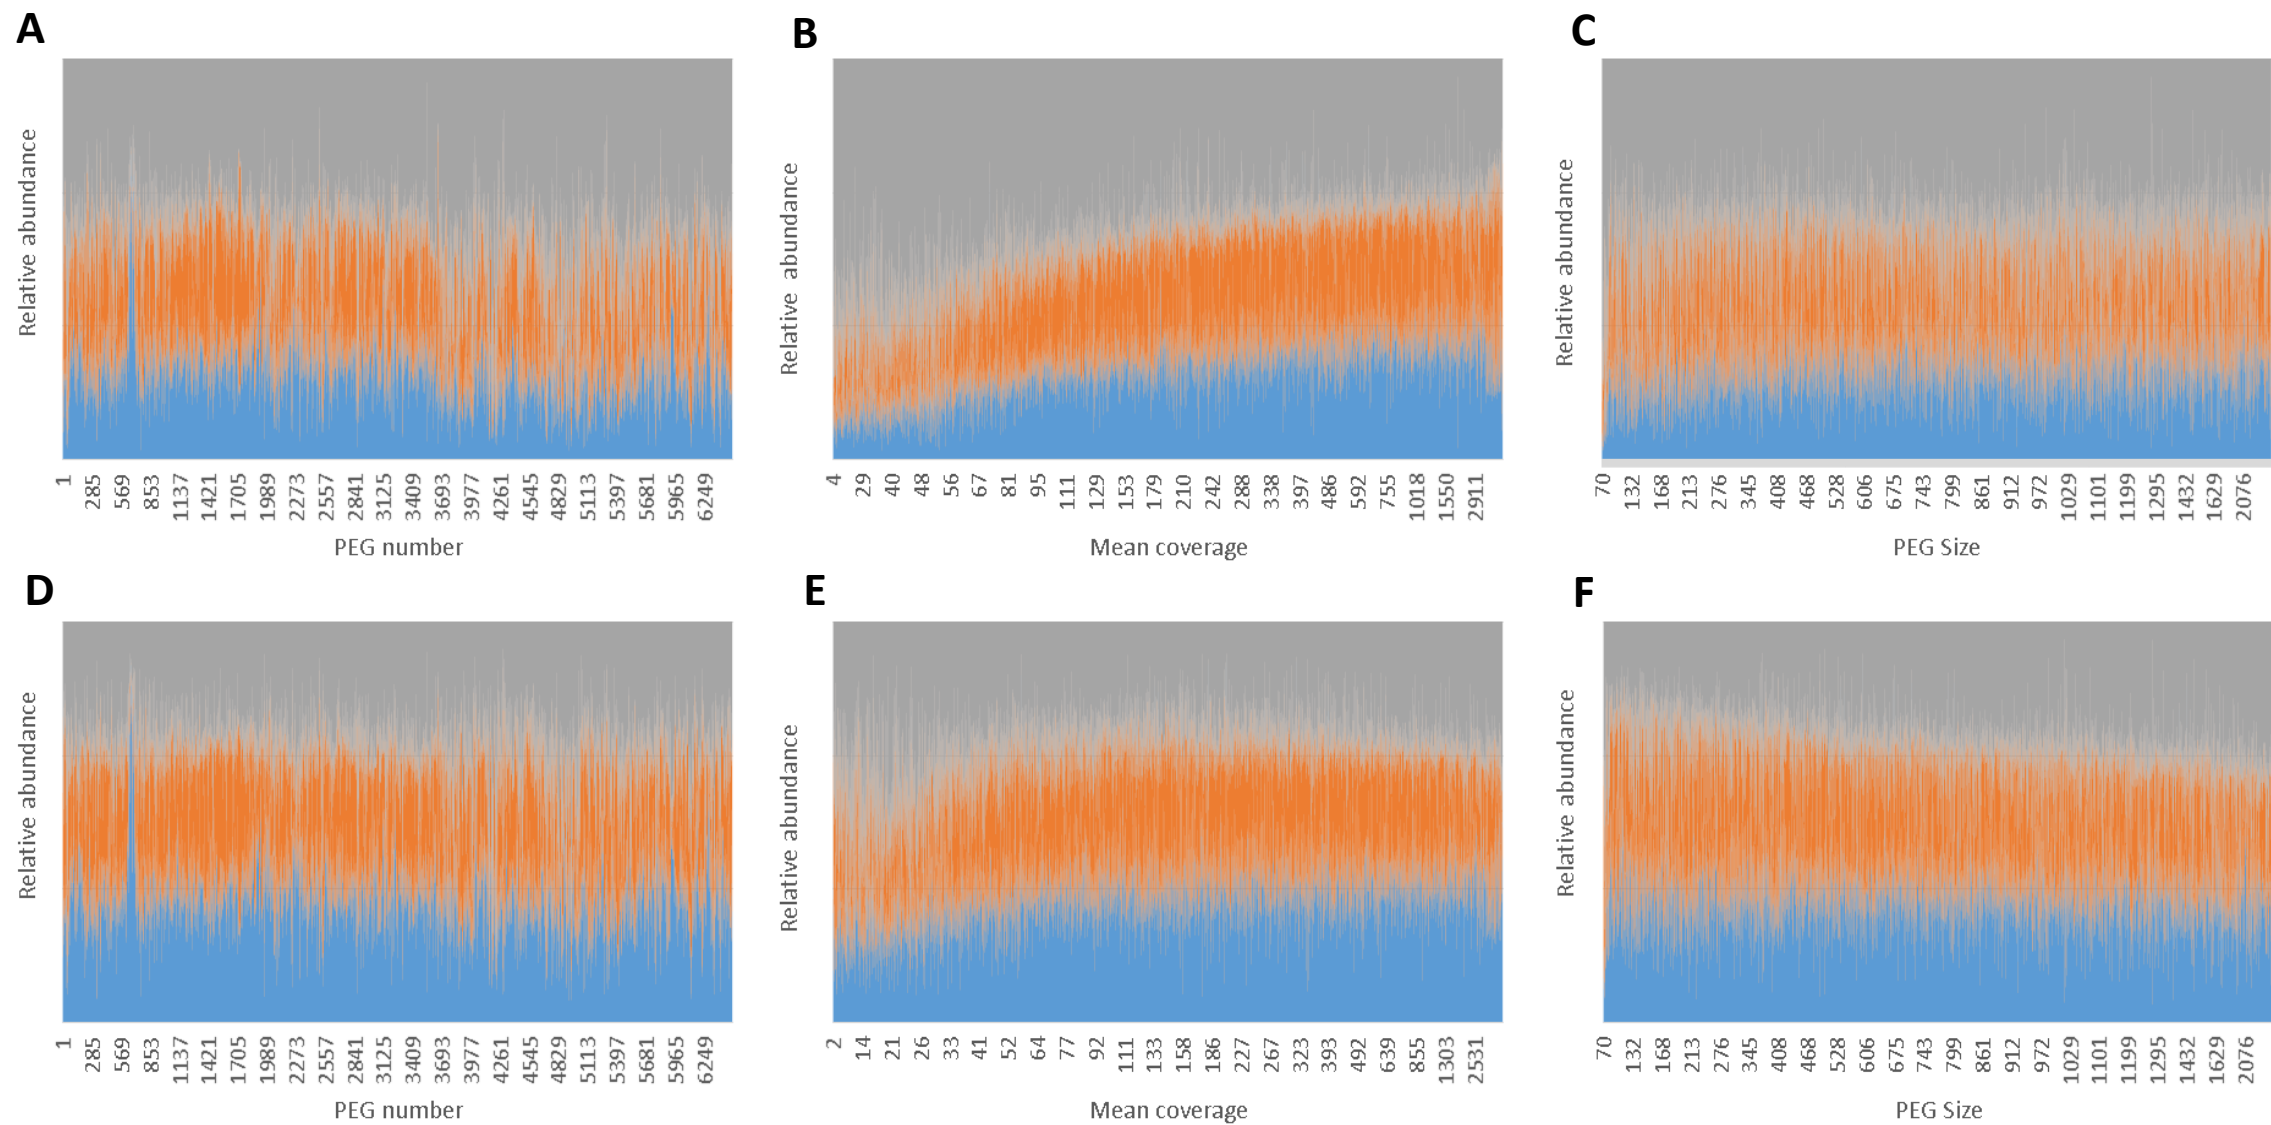 A
B
C
Relative abundance
Relative abundance
Relative abundance
1 285 569 853 1137 1421 1705 1989 2273 2557 2841 3125 3409 3693 3977 4261 4545 4829 5113 5397 5681 5965 6249
4 29 40 48 56 67 81 95 111 129 153 179 210 242 288 338 397 486 592 755 1018 1550 2911
70 132 168 213 276 345 408 468 528 606 675 743 799 861 912 972 1029 1101 1199 1295 1432 1629 2076
PEG number
Mean coverage
PEG Size
D
E
F
Relative abundance
Relative abundance
Relative abundance
1 285 569 853 1137 1421 1705 1989 2273 2557 2841 3125 3409 3693 3977 4261 4545 4829 5113 5397 5681 5965 6249
2 14 21 26 33 41 52 64 77 92 111 133 158 186 227 267 323 393 492 639 855 1303 2531
70 132 168 213 276 345 408 468 528 606 675 743 799 861 912 972 1029 1101 1199 1295 1432 1629 2076
PEG number
Mean coverage
PEG Size